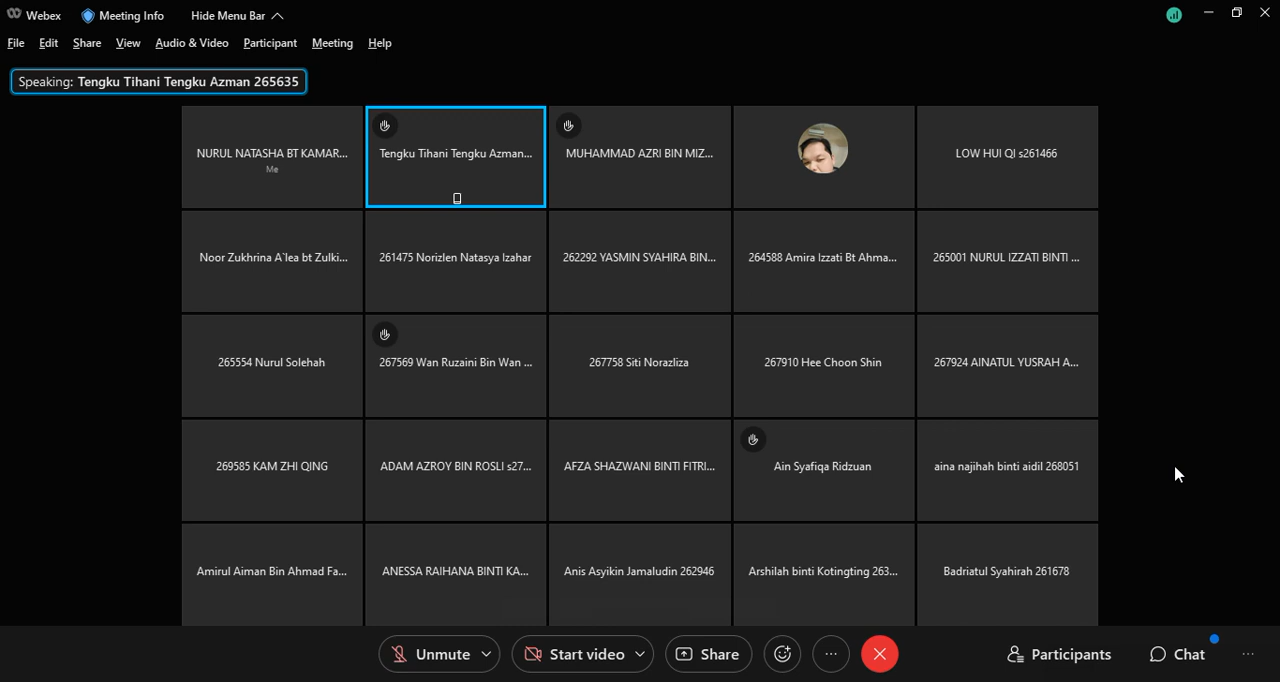 Webex Meeting Info Hide Menu Bar
File Edit Share View Audio & Video Participant Meeting Help
Speaking: Tengku Tihani Tengku Azman 265635
NURUL NATASHA BT KAMAR...
Me
Tengku Tihani Tengku Azman...
MUHAMMAD AZRI BIN MIZ...
LOW HUI QI s261466
Noor Zukhrina A`lea bt Zulki...
261475 Norizlen Natasya Izahar
262292 YASMIN SYAHIRA BIN...
264588 Amira Izzati Bt Ahma...
265001 NURUL IZZATI BINTI ...
265554 Nurul Solehah
267569 Wan Ruzaini Bin Wan ...
267758 Siti Norazliza
267910 Hee Choon Shin
267924 AINATUL YUSRAH A...
269585 KAM ZHI QING
ADAM AZROY BIN ROSLI s27...
AFZA SHAZWANI BINTI FITRI...
Ain Syafiqa Ridzuan
aina najihah binti aidil 268051
Amirul Aiman Bin Ahmad Fa...
ANESSA RAIHANA BINTI KA...
Anis Asyikin Jamaludin 262946
Arshilah binti Kotingting 263...
Badriatul Syahirah 261678
Unmute Start video Share Participants Chat